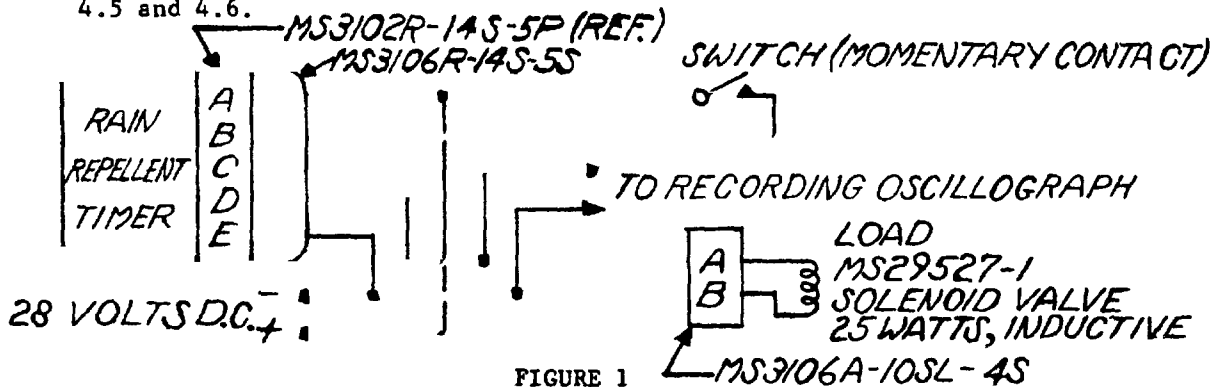 4.5 and 4.6.
MS3102R-14S-5P (REF.)
MS3106R-14S-5S
SWITCH (MOMENTARY CONTACT)
RAIN
REPELLENT
TIMER
A
B
C
D
E
TO RECORDING OSCILLOGRAPH
A
B
LOAD
MS29527-1
SOLENOID VALVE
25 WATTS, INDUCTIVE
28 VOLTS D.C. - +
MS3106A-10SL-4S
FIGURE 1